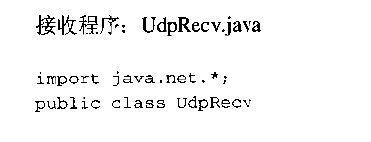 接收程序：UdpRecv.java
import java.net.*;
public class UdpRecv